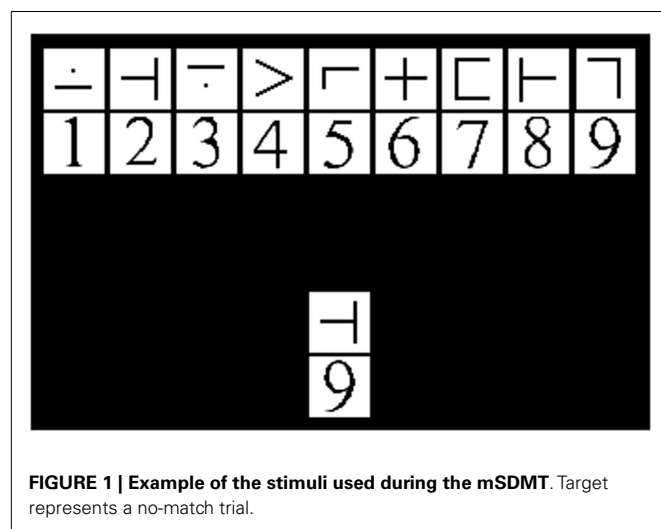 ∸ ⊣ ⨪ > ⌐ + ⊏ ⊢ ⅂
1 2 3 4 5 6 7 8 9
⊣
9
FIGURE 1 | Example of the stimuli used during the mSDMT. Target
represents a no-match trial.